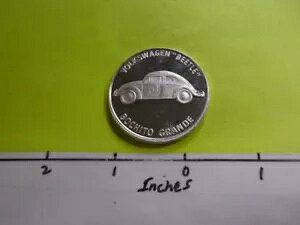 VOLKSWAGEN "BEETLE"
BOCHITO GRANDE
2 1 0 1
Inches